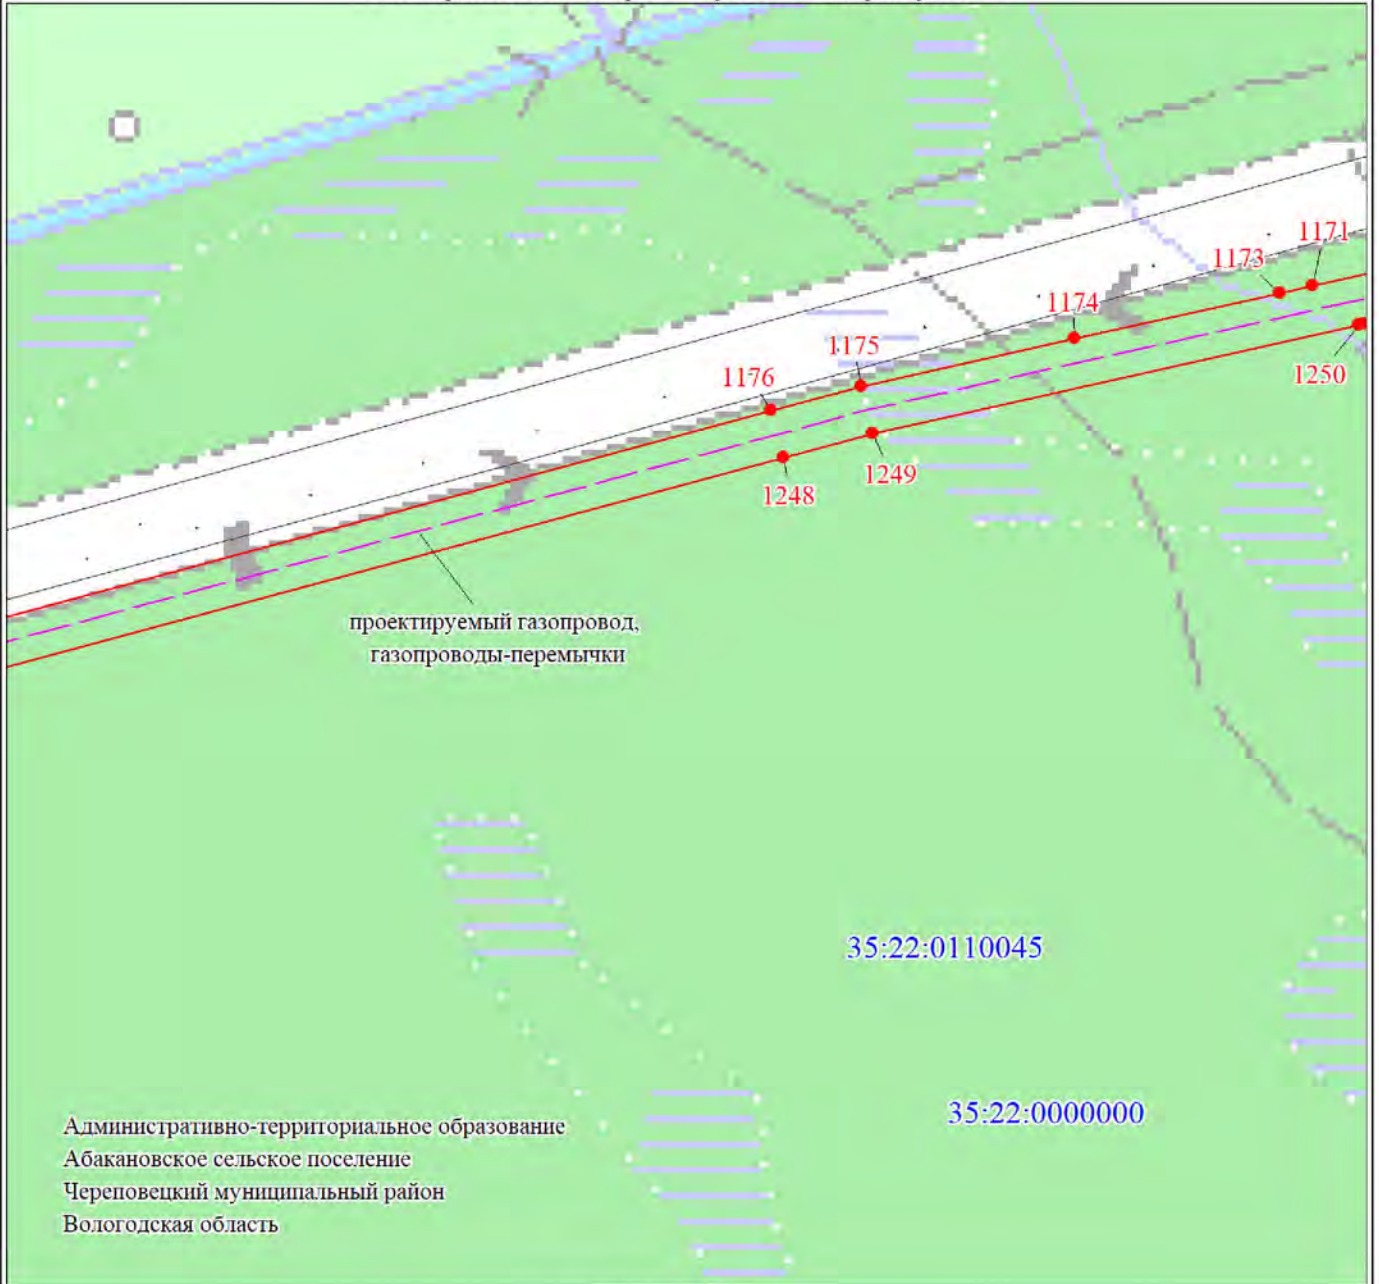 1171
1173
1174
1175
1176
1250
1249
1248
проектируемый газопровод,
газопроводы-перемычки
35:22:0110045
35:22:0000000
Административно-территориальное образование
Абакановское сельское поселение
Череповецкий муниципальный район
Вологодская область